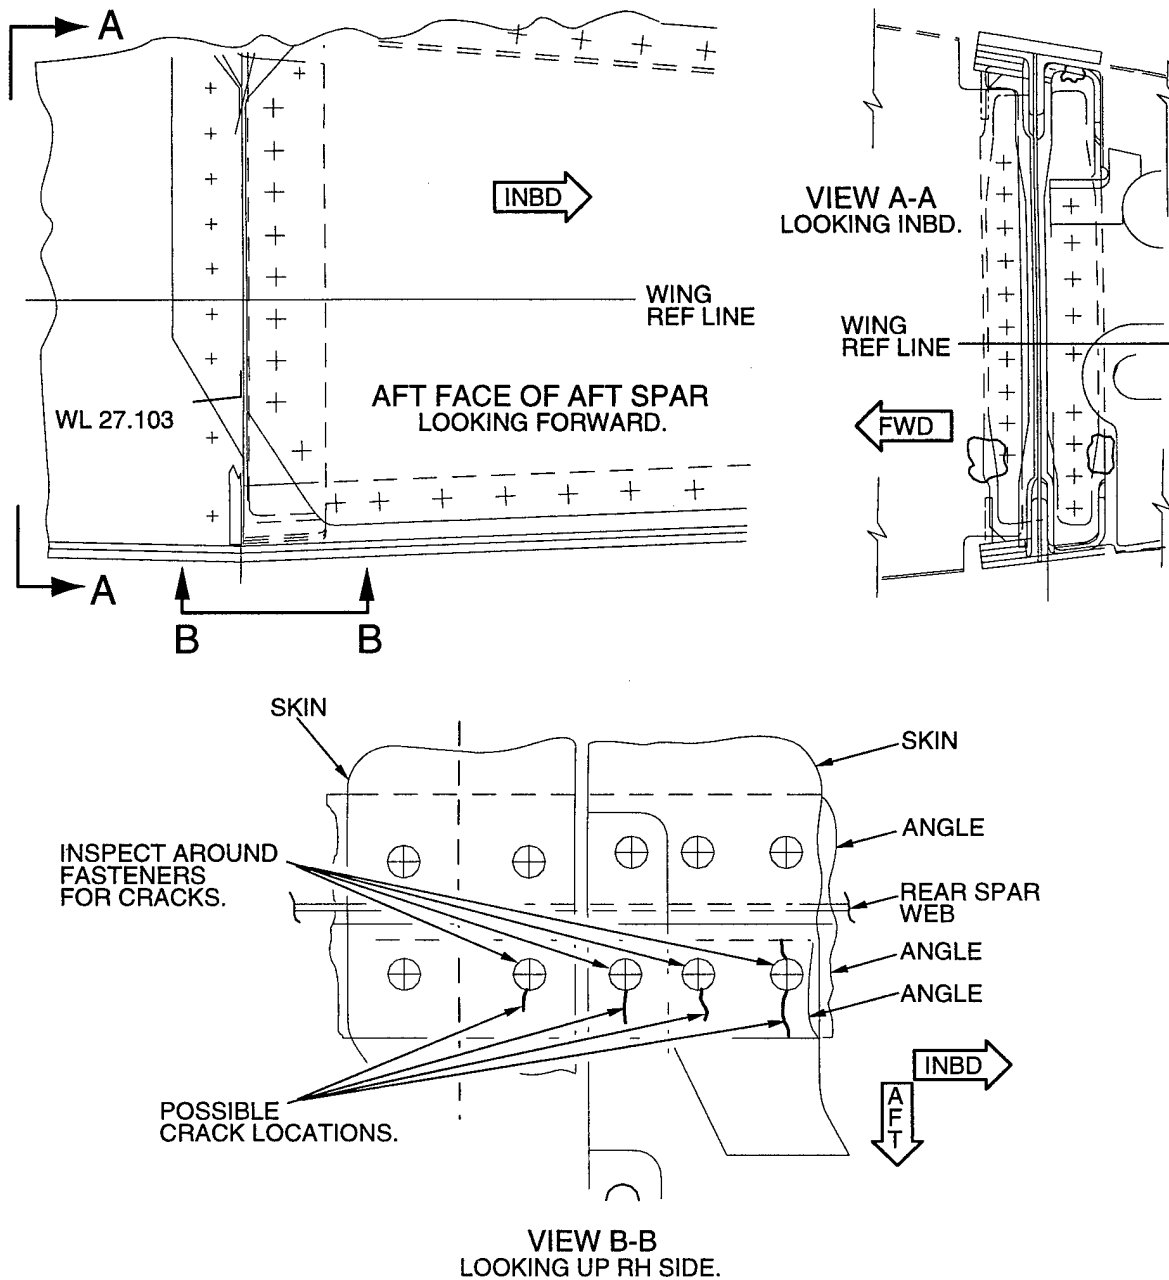 A
INBD
VIEW A-A
LOOKING INBD.
WING
REF LINE
WING
REF LINE
AFT FACE OF AFT SPAR
LOOKING FORWARD.
WL 27.103
FWD
A
B
B
SKIN
SKIN
ANGLE
INSPECT AROUND
FASTENERS
FOR CRACKS.
REAR SPAR
WEB
ANGLE
ANGLE
INBD
AFT
POSSIBLE
CRACK LOCATIONS.
VIEW B-B
LOOKING UP RH SIDE.